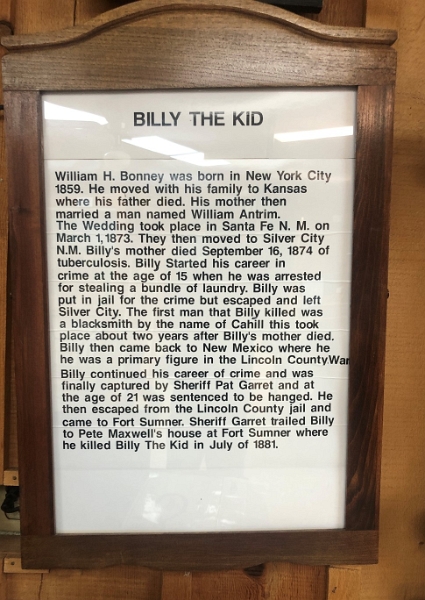 BILLY THE KID
William H. Bonney was born in New York City
1859. He moved with his family to Kansas
where his father died. His mother then
married a man named William Antrim.
The Wedding took place in Santa Fe N. M. on
March 1,1873. They then moved to Silver City
N.M. Billy's mother died September 16, 1874 of
tuberculosis. Billy Started his career in
crime at the age of 15 when he was arrested
for stealing a bundle of laundry. Billy was
put in jail for the crime but escaped and left
Silver City. The first man that Billy killed was
a blacksmith by the name of Cahill this took
place about two years after Billy's mother died.
Billy then came back to New Mexico where he
he was a primary figure in the Lincoln CountyWar
Billy continued his career of crime and was
finally captured by Sheriff Pat Garret and at
the age of 21 was sentenced to be hanged. He
then escaped from the Lincoln County jail and
came to Fort Sumner. Sheriff Garret trailed Billy
to Pete Maxwell's house at Fort Sumner where
he killed Billy The Kid in July of 1881.